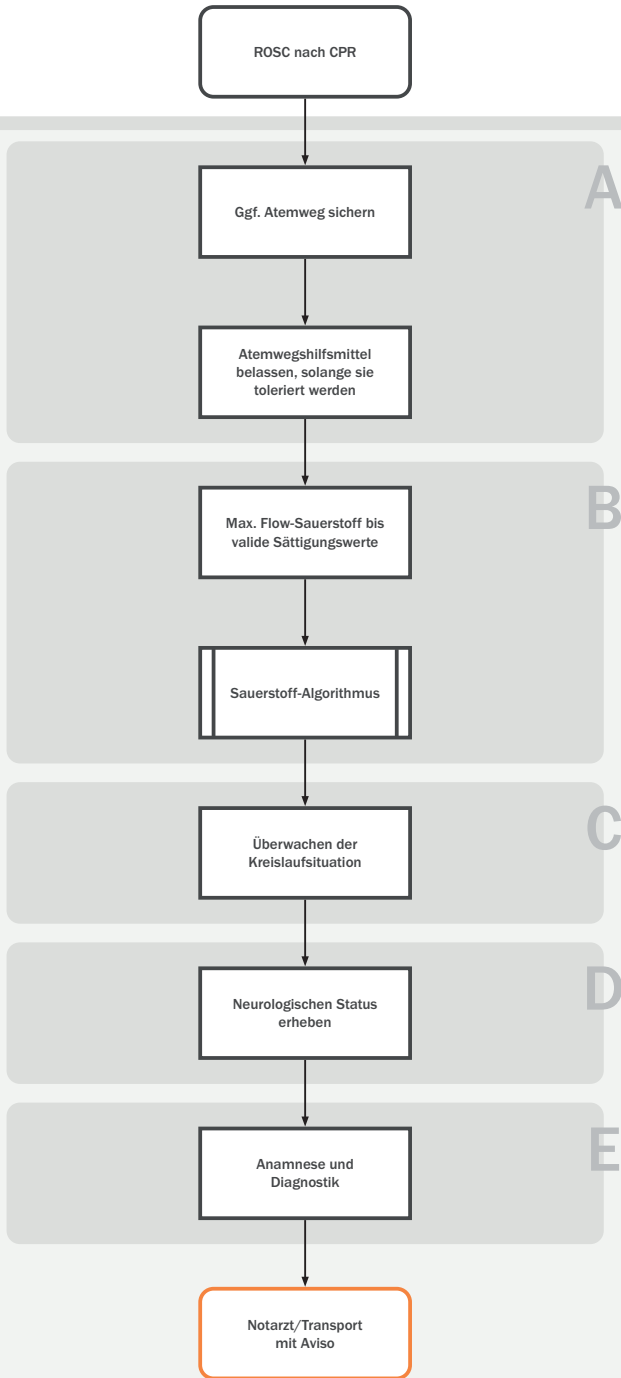 ROSC nach CPR
A
Ggf. Atemweg sichern
Atemwegshilfsmittel
belassen, solange sie
toleriert werden
B
Max. Flow-Sauerstoff bis
valide Sättigungswerte
Sauerstoff-Algorithmus
C
Überwachen der
Kreislaufsituation
D
Neurologischen Status
erheben
E
Anamnese und
Diagnostik
Notarzt/Transport
mit Aviso